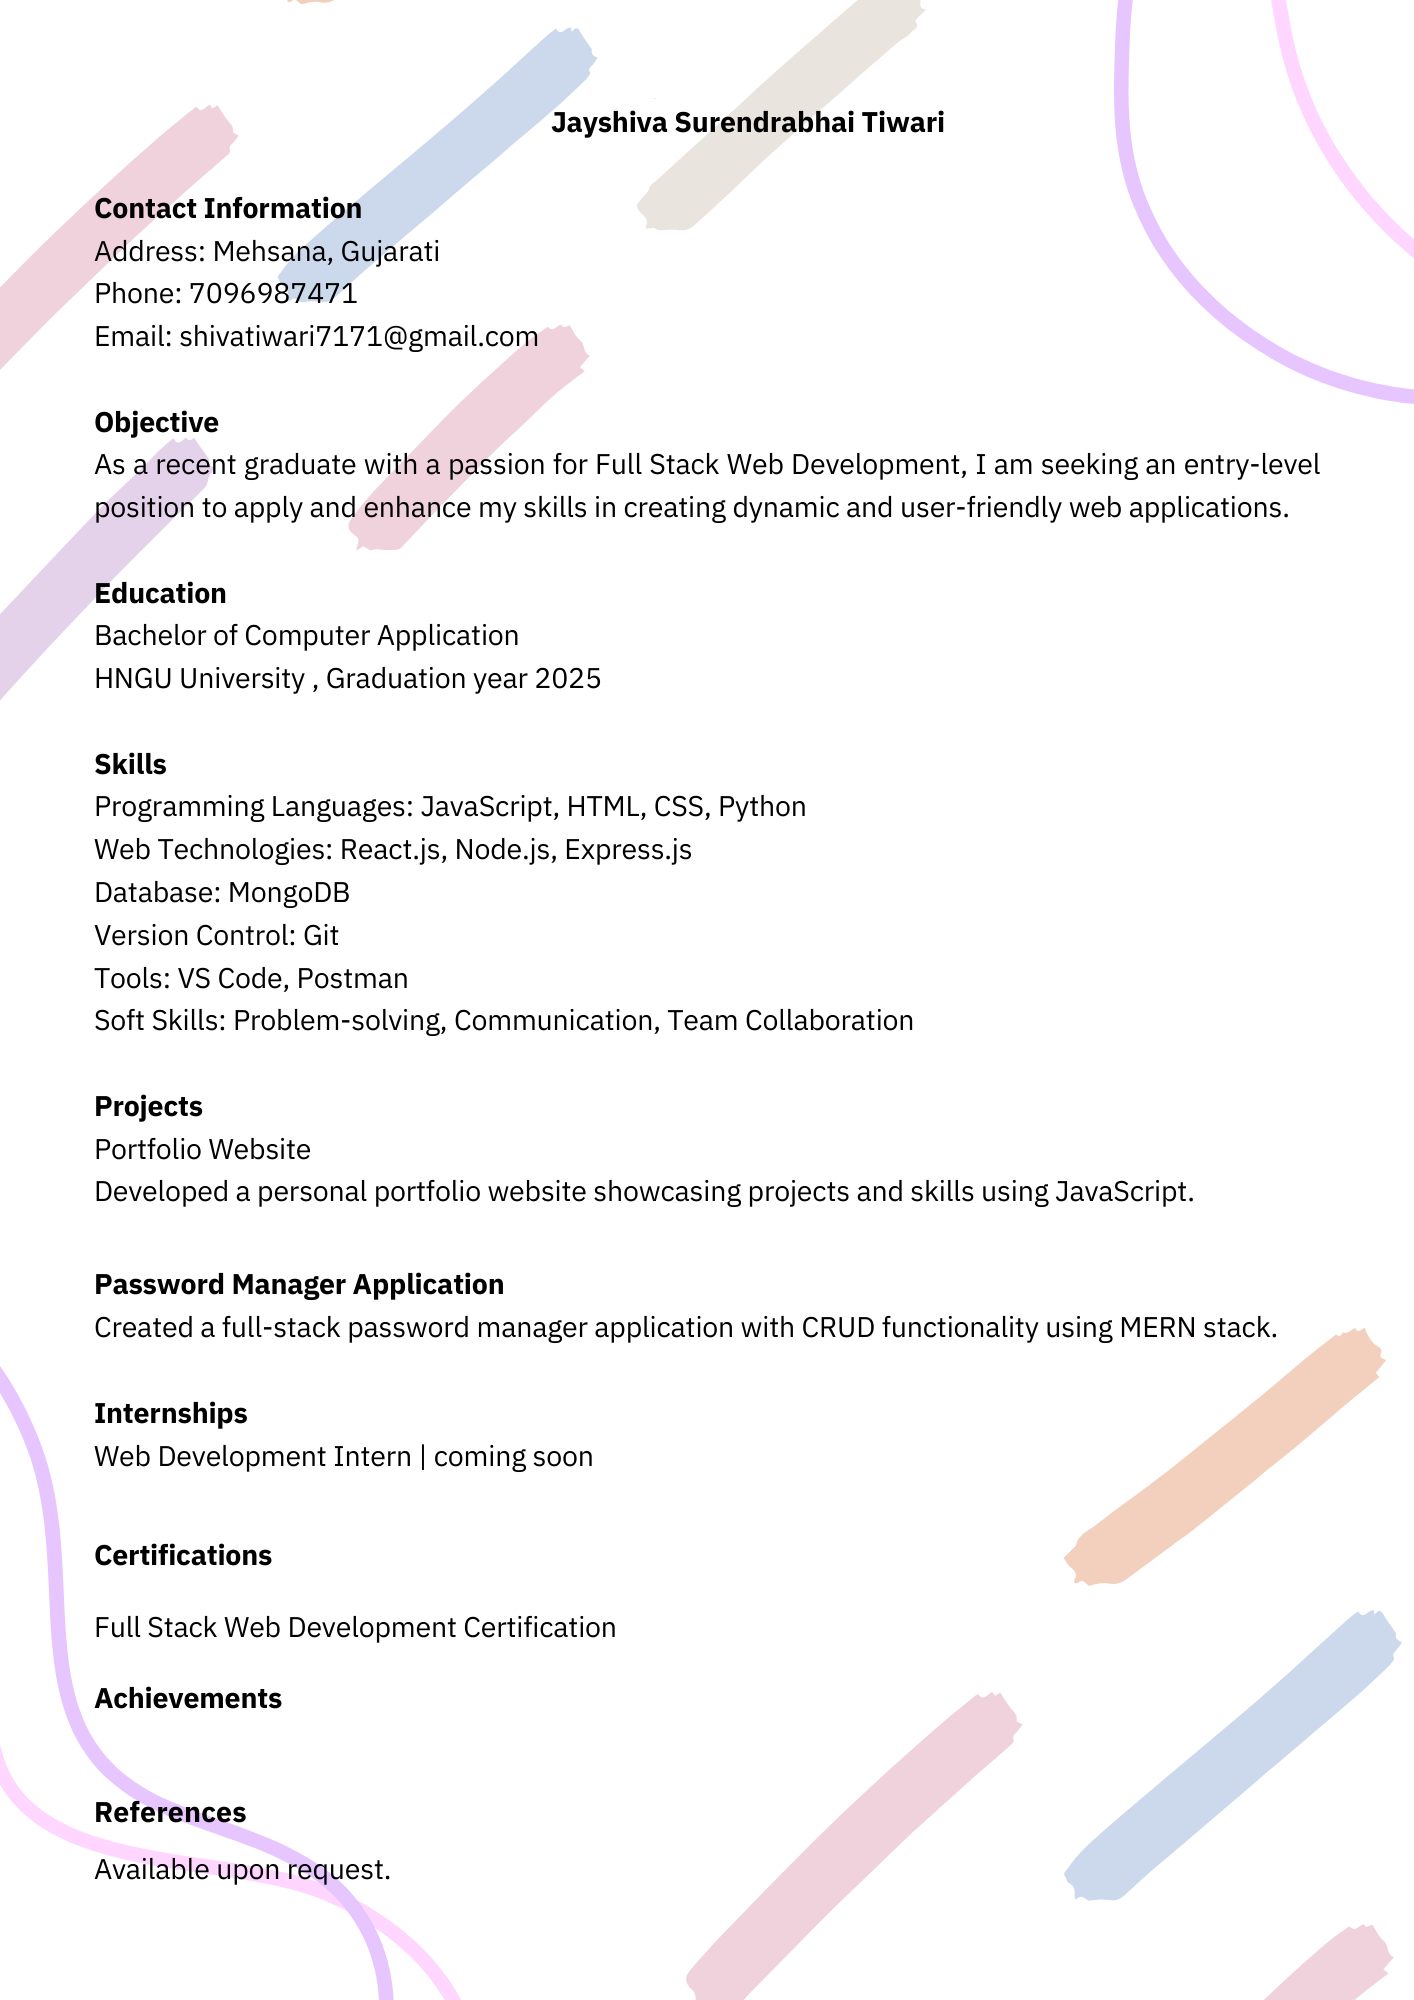 Jayshiva Surendrabhai Tiwari
Contact Information
Address: Mehsana, Gujarati
Phone: 7096987471
Email: shivatiwari7171@gmail.com
Objective
As a recent graduate with a passion for Full Stack Web Development, I am seeking an entry-level
position to apply and enhance my skills in creating dynamic and user-friendly web applications.
Education
Bachelor of Computer Application
HNGU University , Graduation year 2025
Skills
Programming Languages: JavaScript, HTML, CSS, Python
Web Technologies: React.js, Node.js, Express.js
Database: MongoDB
Version Control: Git
Tools: VS Code, Postman
Soft Skills: Problem-solving, Communication, Team Collaboration
Projects
Portfolio Website
Developed a personal portfolio website showcasing projects and skills using JavaScript.
Password Manager Application
Created a full-stack password manager application with CRUD functionality using MERN stack.
Internships
Web Development Intern | coming soon
Certifications
Full Stack Web Development Certification
Achievements
References
Available upon request.